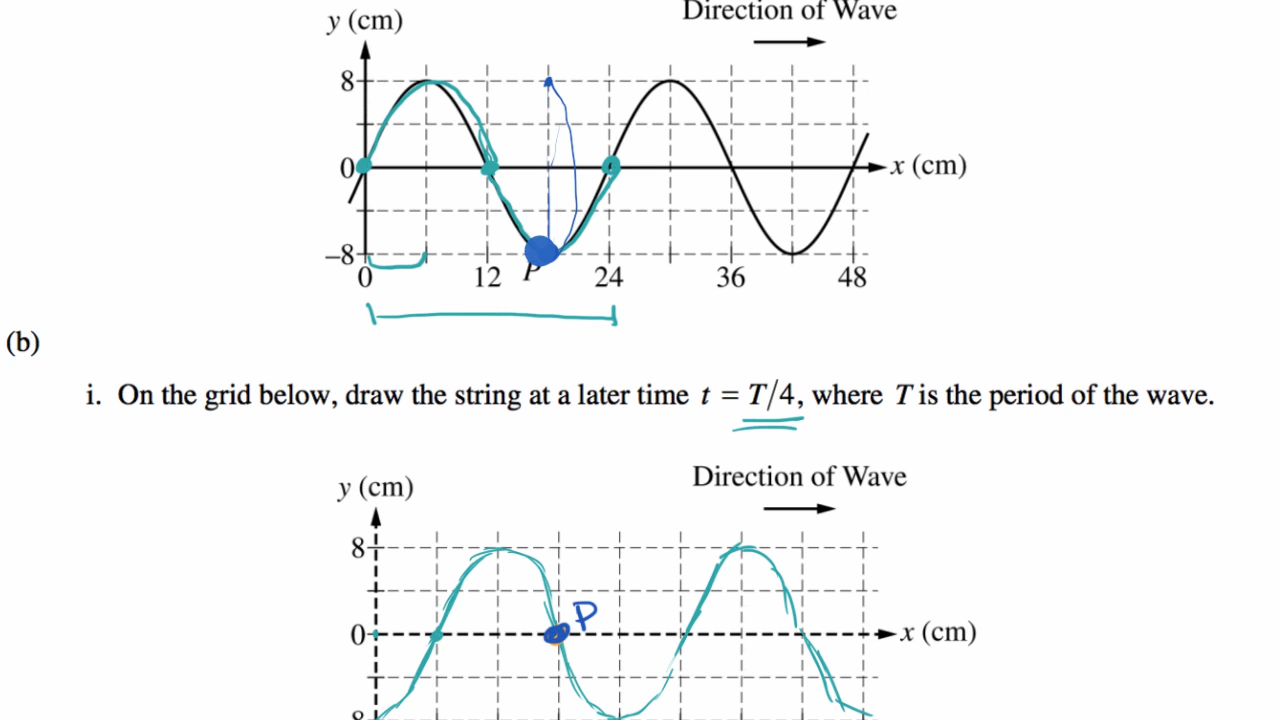 Direction of Wave
y (cm)
8
0
x (cm)
−8
0 12 P 24 36 48
(b)
i. On the grid below, draw the string at a later time t = T/4, where T is the period of the wave.
Direction of Wave
y (cm)
8
P
0
x (cm)